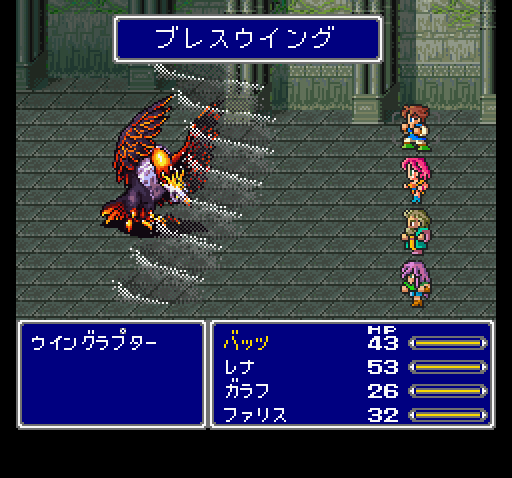 ブレスウイング
ウイングラプター
HP
バッツ 43
レナ 53
ガラフ 26
ファリス 32